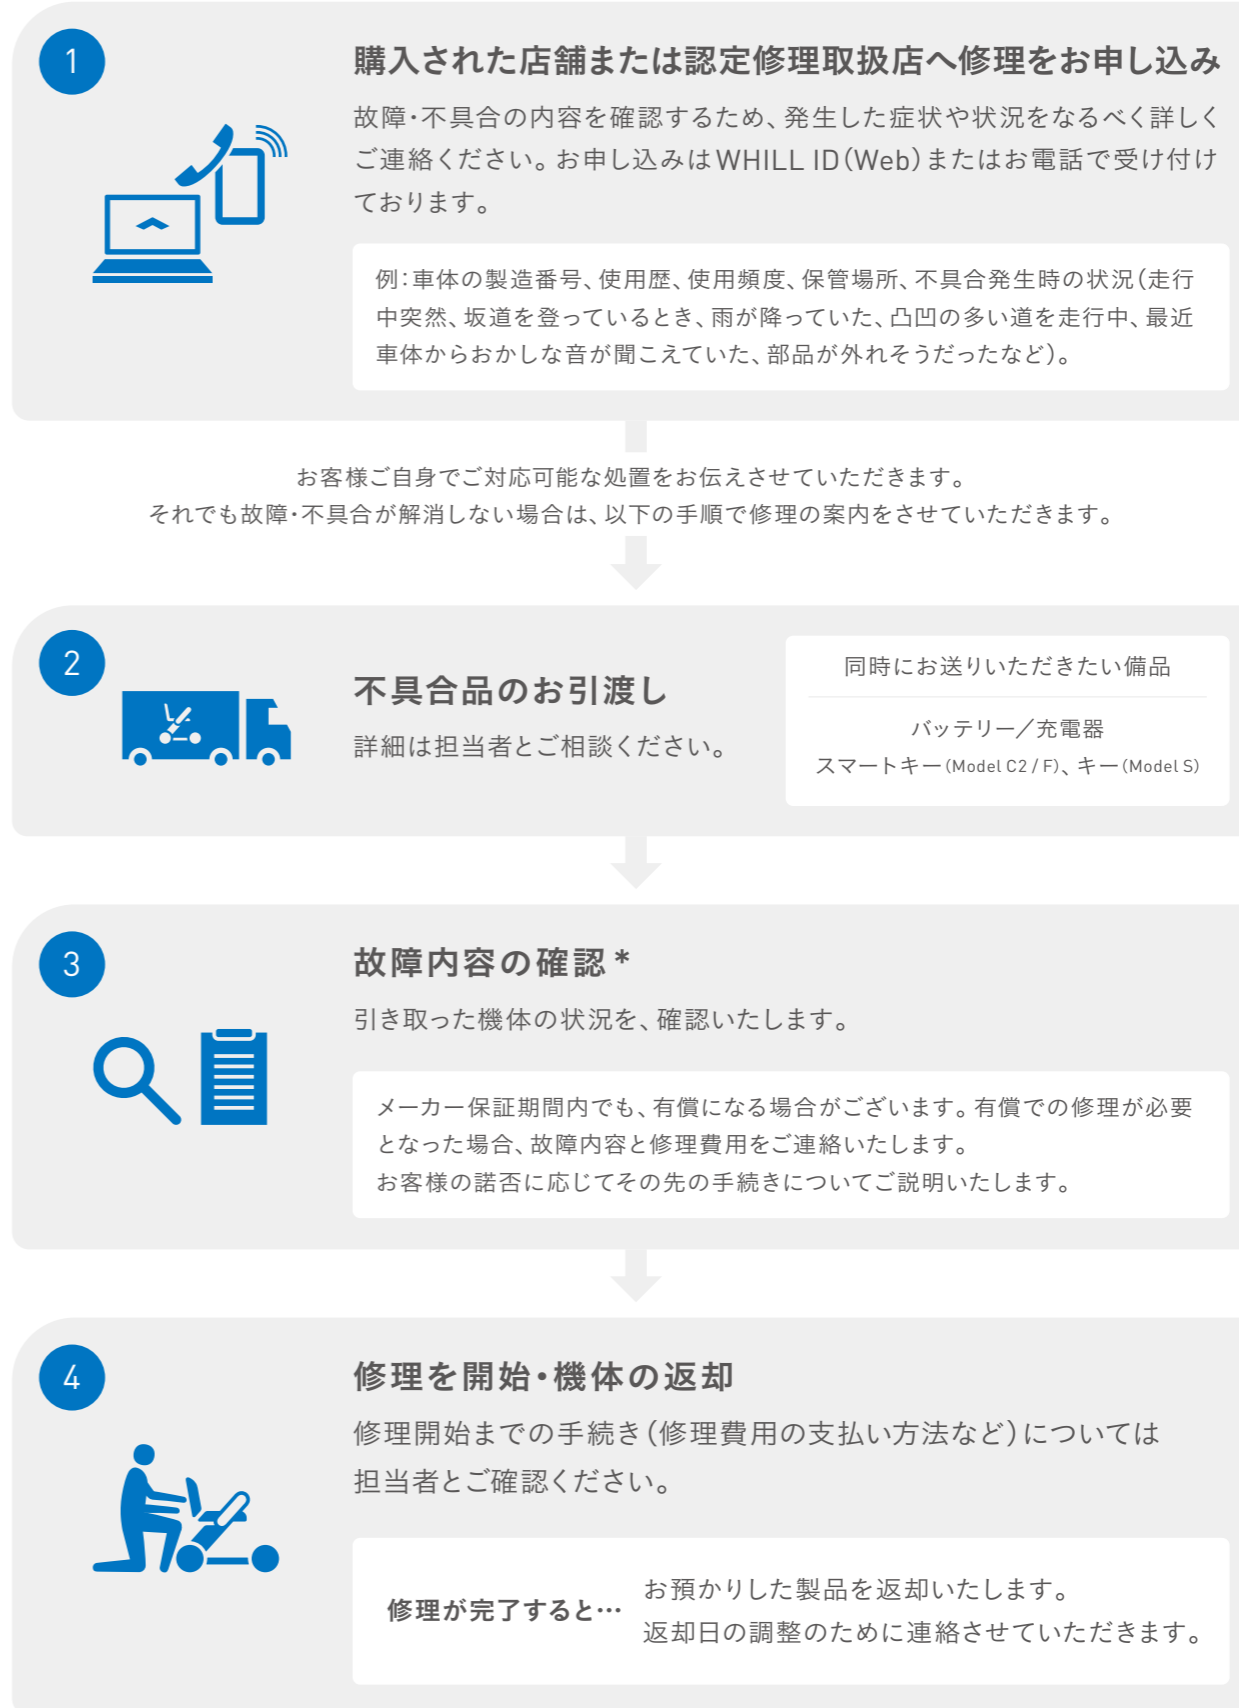 1
購入された店舗または認定修理取扱店へ修理をお申し込み
故障・不具合の内容を確認するため、発生した症状や状況をなるべく詳しく
ご連絡ください。お申し込みはWHILL ID(Web)またはお電話で受け付け
ております。
例:車体の製造番号、使用歴、使用頻度、保管場所、不具合発生時の状況(走行
中突然、坂道を登っているとき、雨が降っていた、凸凹の多い道を走行中、最近
車体からおかしな音が聞こえていた、部品が外れそうだったなど)。
お客様ご自身でご対応可能な処置をお伝えさせていただきます。
それでも故障・不具合が解消しない場合は、以下の手順で修理の案内をさせていただきます。
2
不具合品のお引渡し
詳細は担当者とご相談ください。
同時にお送りいただきたい備品
バッテリー/充電器
スマートキー(Model C2 / F)、キー(Model S)
3
故障内容の確認*
引き取った機体の状況を、確認いたします。
メーカー保証期間内でも、有償になる場合がございます。有償での修理が必要
となった場合、故障内容と修理費用をご連絡いたします。
お客様の諾否に応じてその先の手続きについてご説明いたします。
4
修理を開始・機体の返却
修理開始までの手続き(修理費用の支払い方法など)については
担当者とご確認ください。
修理が完了すると…
お預かりした製品を返却いたします。
返却日の調整のために連絡させていただきます。